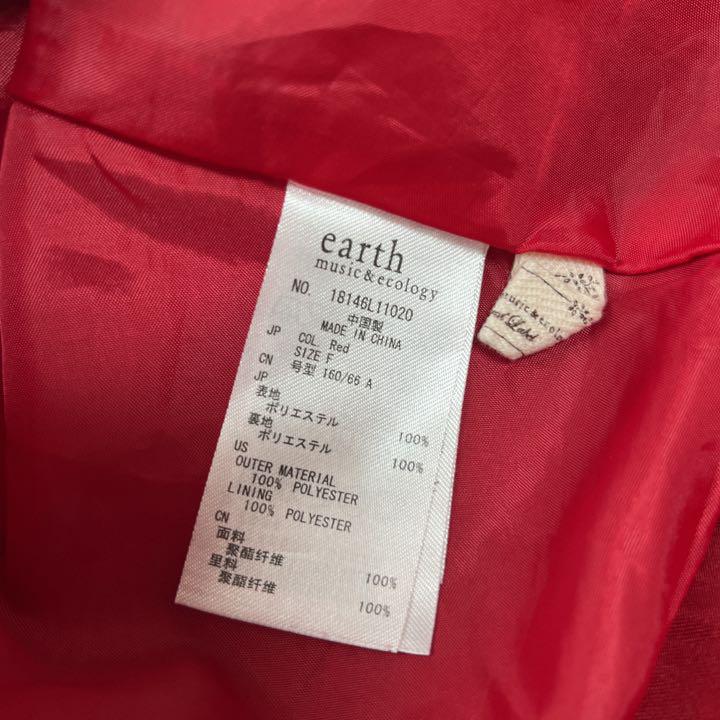 earth
music&ecology
NO. 18146L11020
中国製
MADE IN CHINA
JP COL. Red
SIZE F
CN 号型 160/66 A
JP
表地
ポリエステル 100%
裏地
ポリエステル 100%
US
OUTER MATERIAL
100% POLYESTER
LINING
100% POLYESTER
CN
面料
聚酯纤维 100%
里料
聚酯纤维 100%
music & ecolo
Label